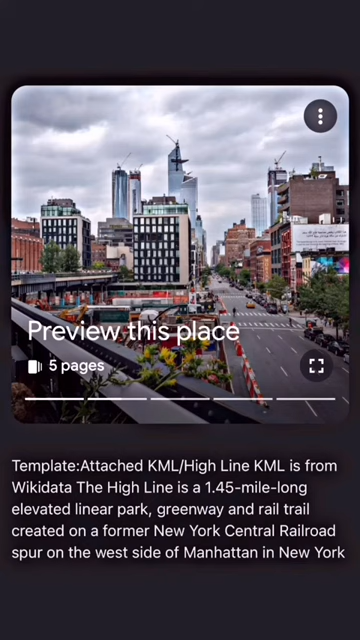 Preview this place
5 pages
Template:Attached KML/High Line KML is from
Wikidata The High Line is a 1.45-mile-long
elevated linear park, greenway and rail trail
created on a former New York Central Railroad
spur on the west side of Manhattan in New York